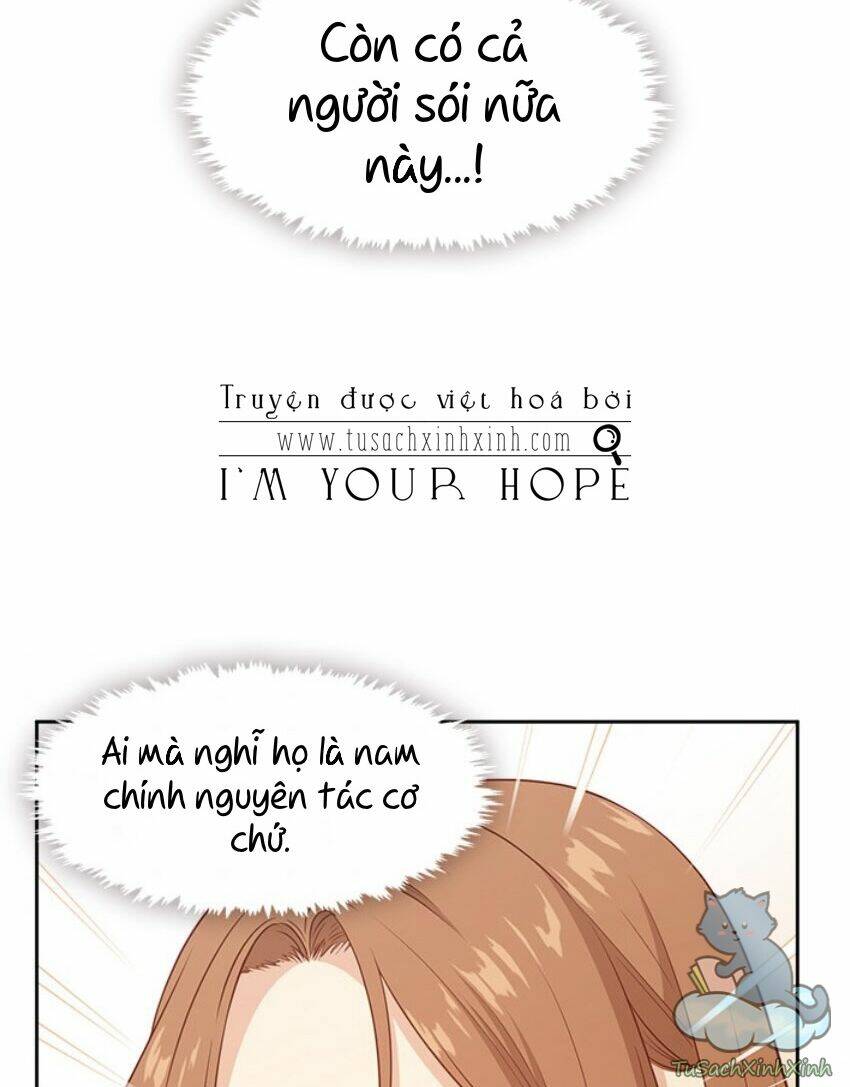 Còn có cả
người sói nữa
này...!
Truyện được việt hoá bởi
www.tusachxinhxinh.com
I'M YOUR HOPE
Ai mà nghĩ họ là nam
chính nguyên tác cơ
chứ.
TuSachXinhXinh